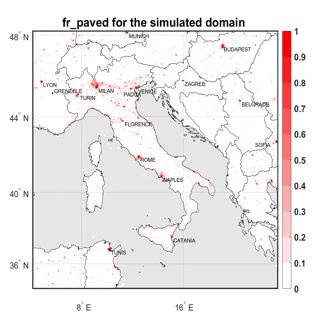 fr_paved for the simulated domain
48° N
MUNICH
BUDAPEST
LYON
GRENOBLE
TURIN
MILAN
PADUA
VENICE
ZAGREB
BELGRADE
44° N
FLORENCE
SOFIA
ROME
NAPLES
40° N
CATANIA
TUNIS
36° N
8° E
16° E
1
0.9
0.8
0.7
0.6
0.5
0.4
0.3
0.2
0.1
0